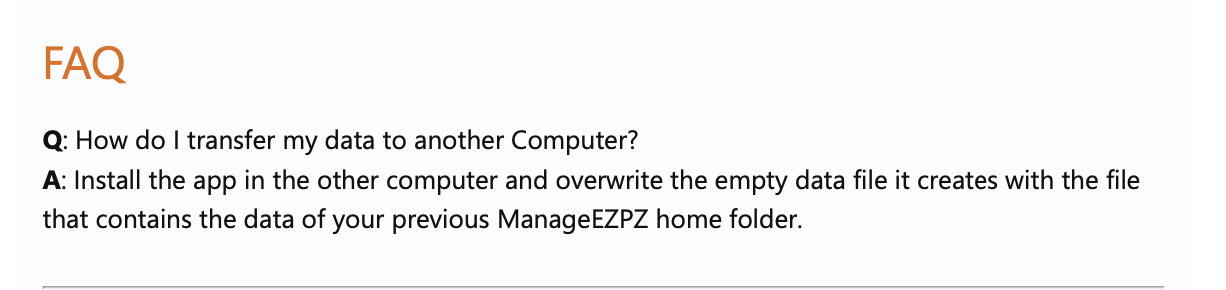 FAQ
Q: How do I transfer my data to another Computer?
A: Install the app in the other computer and overwrite the empty data file it creates with the file
that contains the data of your previous ManageEZPZ home folder.